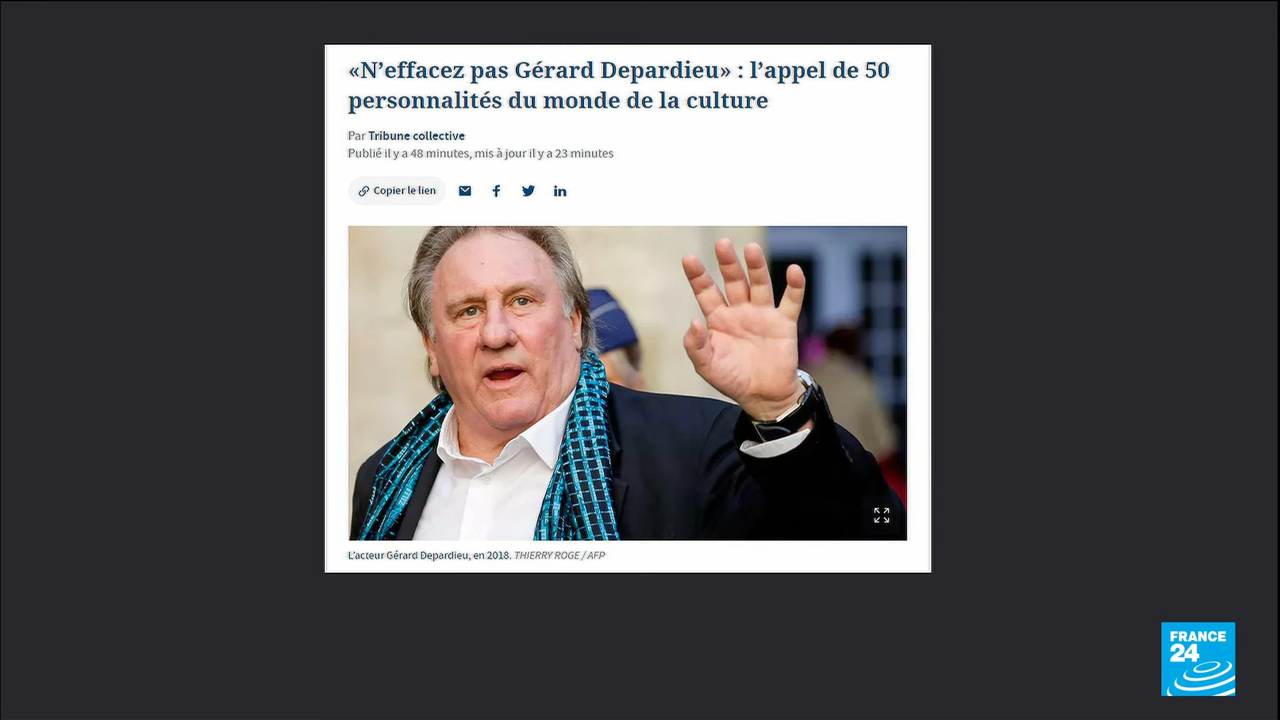 «N’effacez pas Gérard Depardieu» : l’appel de 50
personnalités du monde de la culture
Par Tribune collective
Publié il y a 48 minutes, mis à jour il y a 23 minutes
Copier le lien
L’acteur Gérard Depardieu, en 2018. THIERRY ROGE / AFP
FRANCE
24